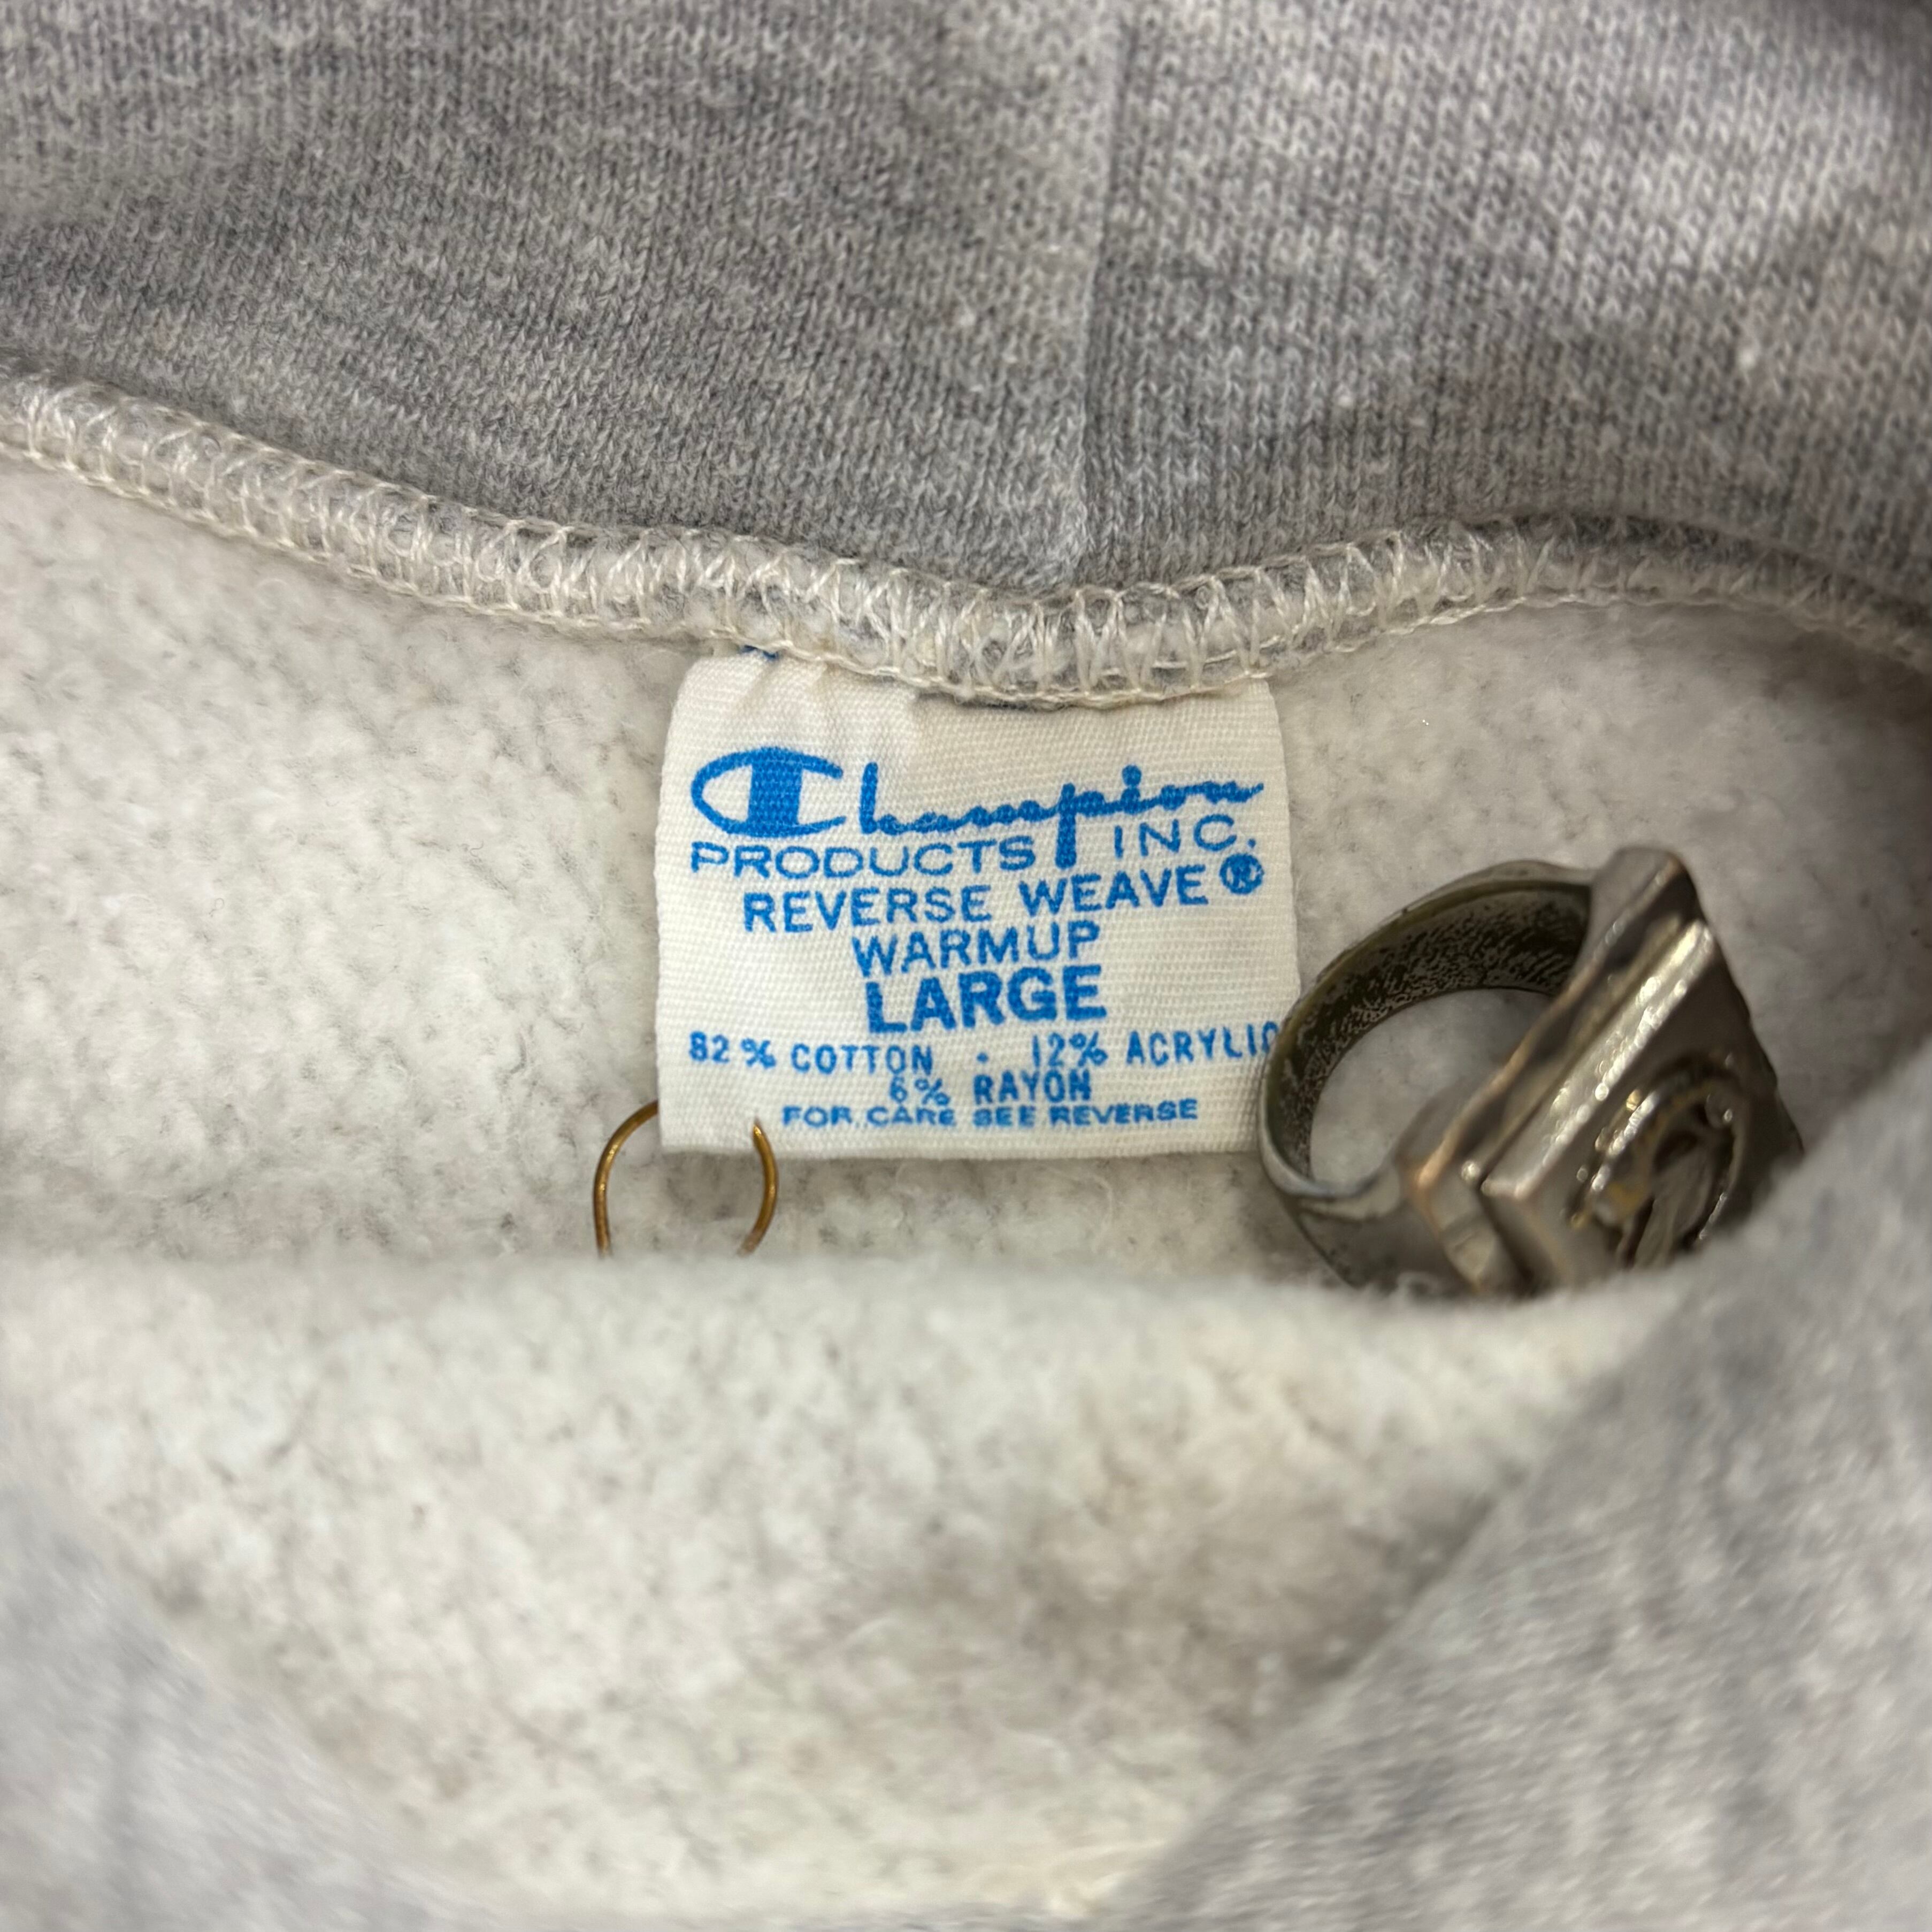 Champion
PRODUCTS INC.
REVERSE WEAVE ®
WARMUP
LARGE
82% COTTON · 12% ACRYLIC
6% RAYON
FOR CARE SEE REVERSE